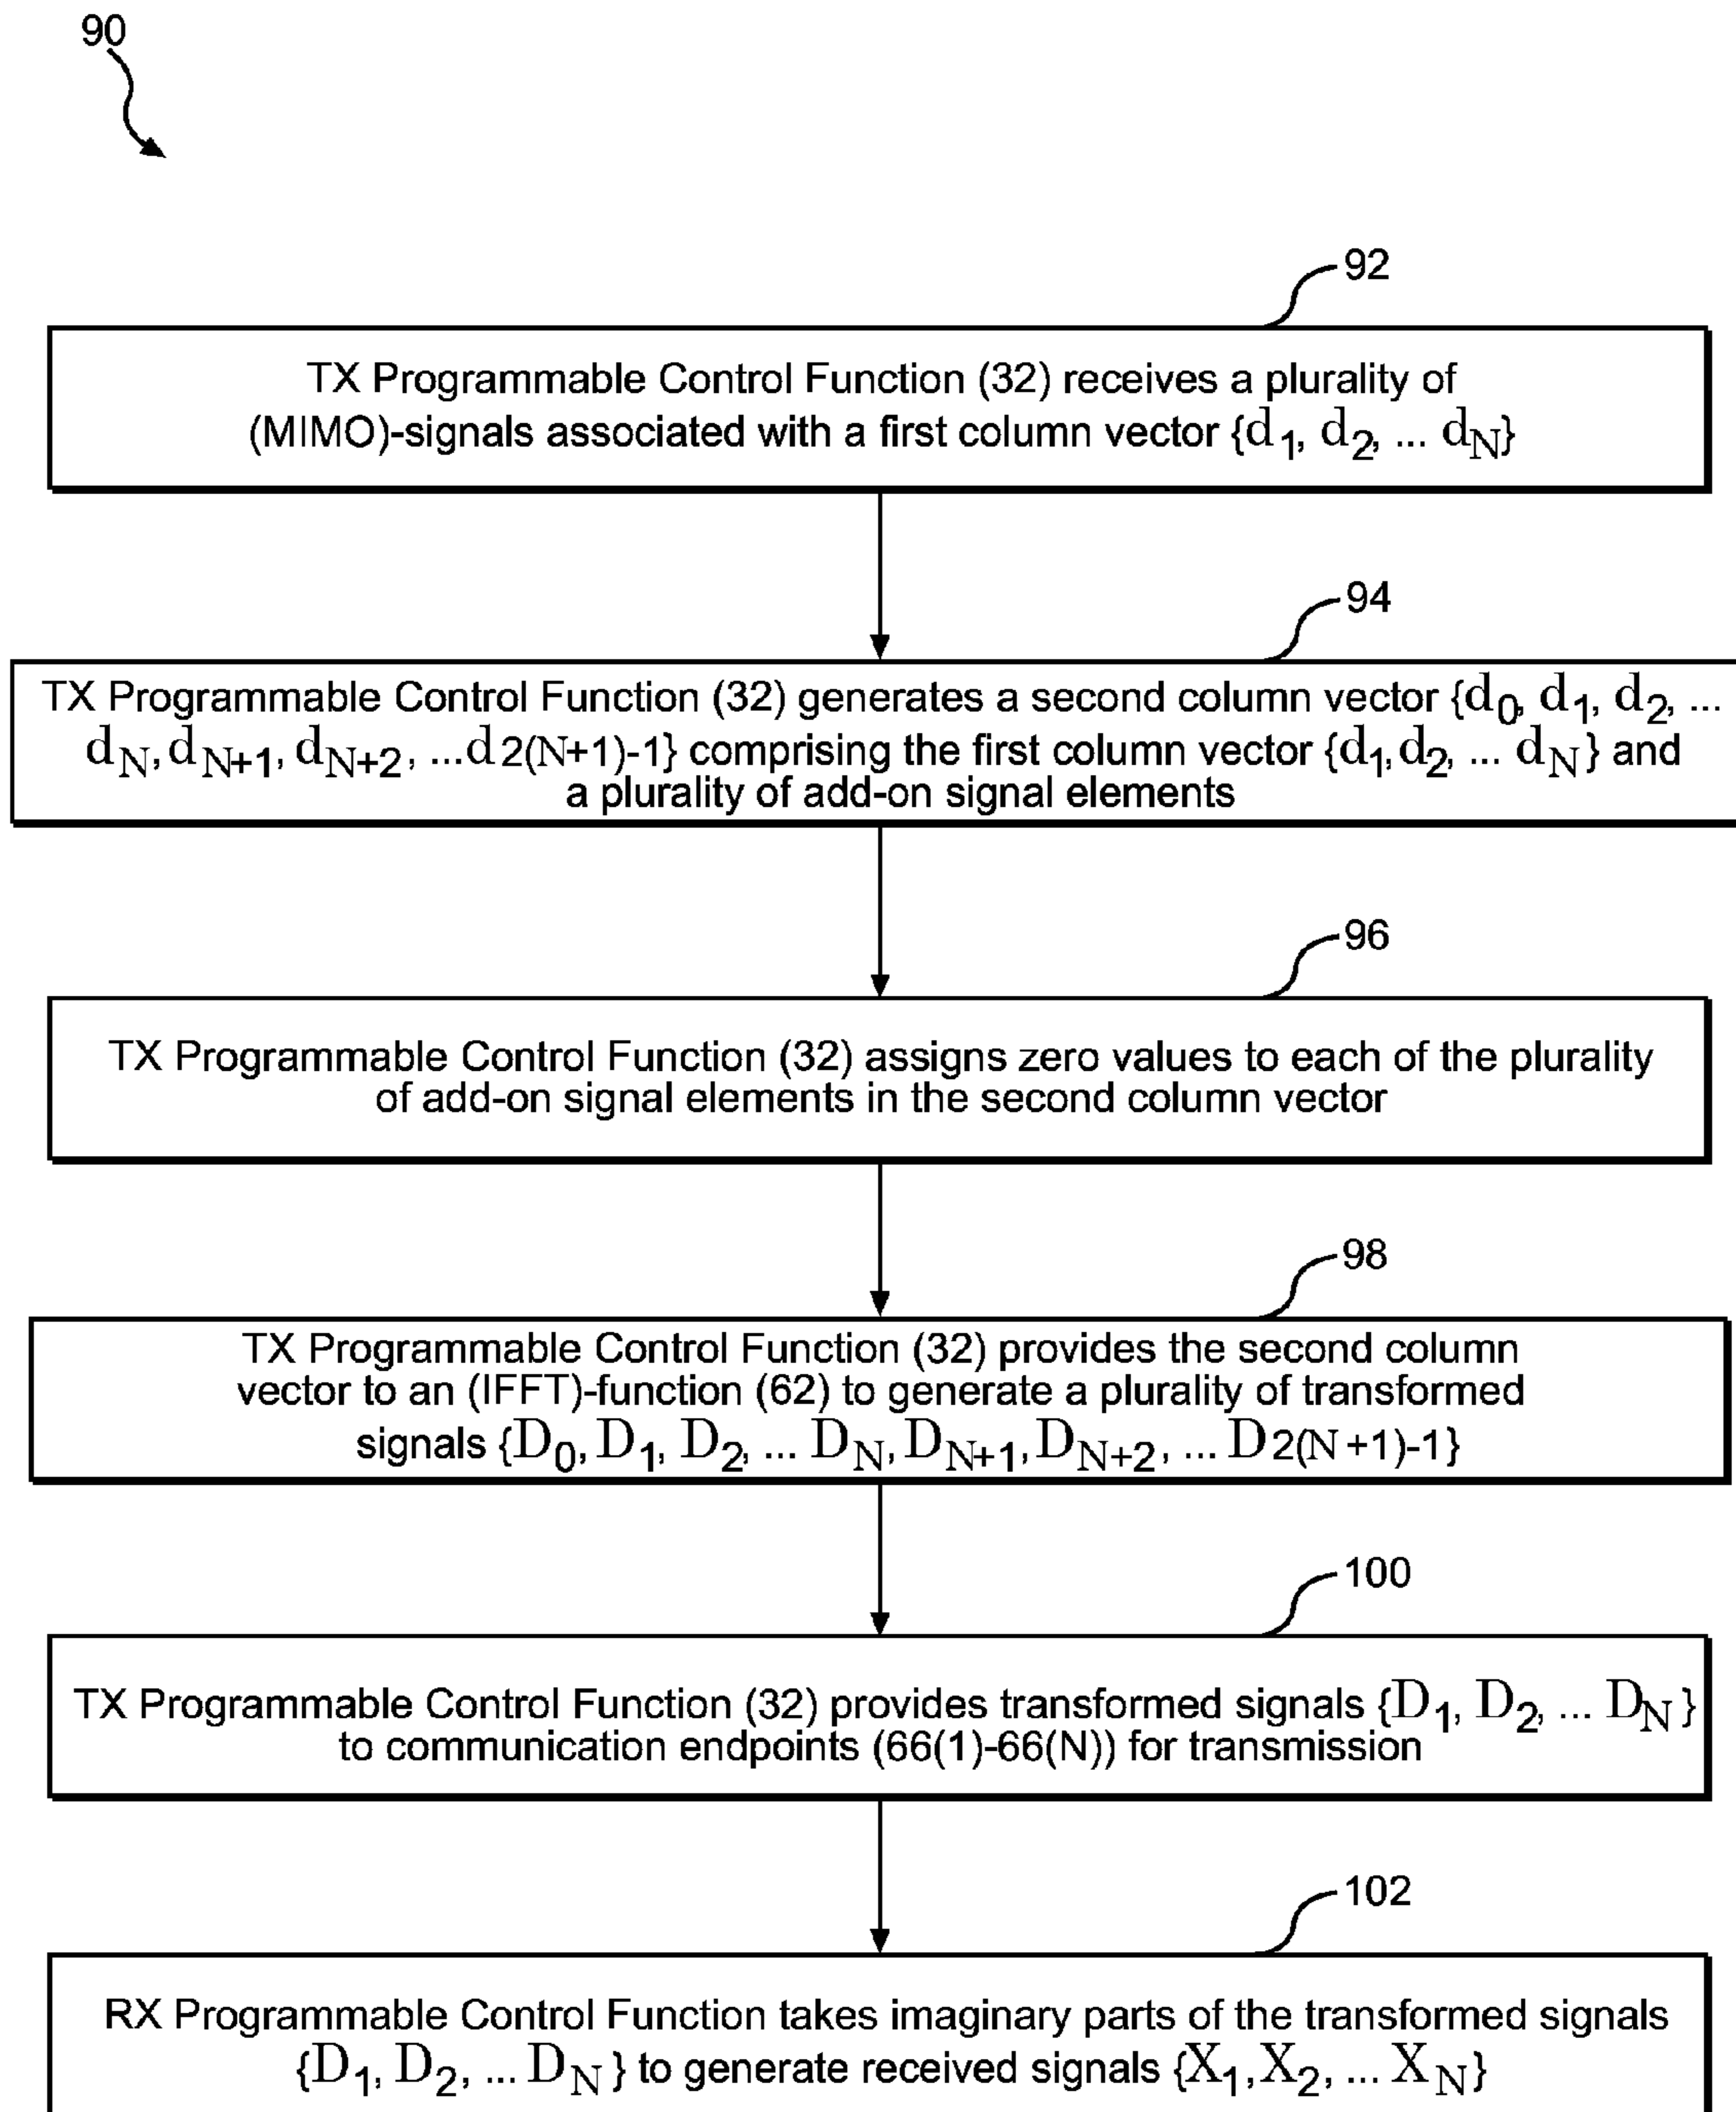 90
92
TX Programmable Control Function (32) receives a plurality of
(MIMO)-signals associated with a first column vector {d1, d2, ... dN}
94
TX Programmable Control Function (32) generates a second column vector {d0, d1, d2, ...
dN, dN+1, dN+2, ...d 2(N+1)-1} comprising the first column vector {d1,d2, ... dN} and
a plurality of add-on signal elements
96
TX Programmable Control Function (32) assigns zero values to each of the plurality
of add-on signal elements in the second column vector
98
TX Programmable Control Function (32) provides the second column
vector to an (IFFT)-function (62) to generate a plurality of transformed
signals {D0, D1, D2, ... DN, DN+1, DN+2, ... D 2(N+1)-1}
100
TX Programmable Control Function (32) provides transformed signals {D1, D2, ... DN}
to communication endpoints (66(1)-66(N)) for transmission
102
RX Programmable Control Function takes imaginary parts of the transformed signals
{D1, D2, ... DN} to generate received signals {X1,X2, ... XN}